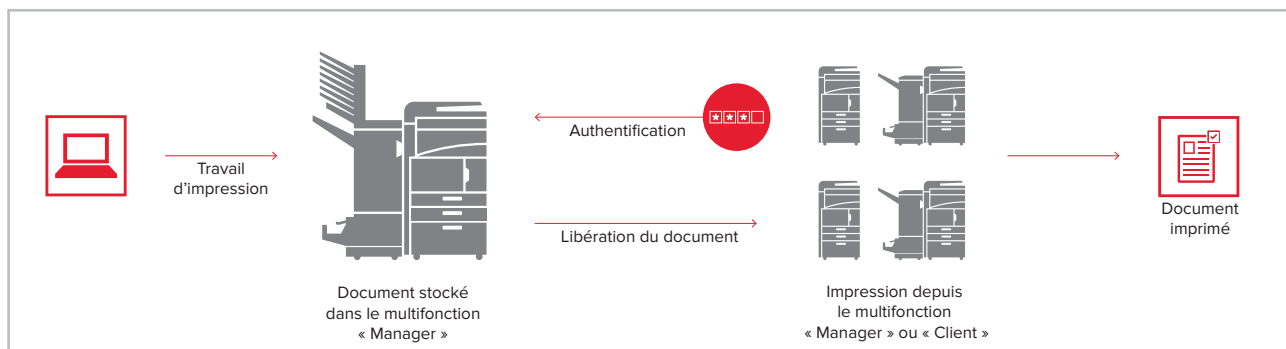 Travail
d’impression
Document stocké
dans le multifonction
« Manager »
Authentification
***
Libération du document
Impression depuis
le multifonction
« Manager » ou « Client »
Document
imprimé